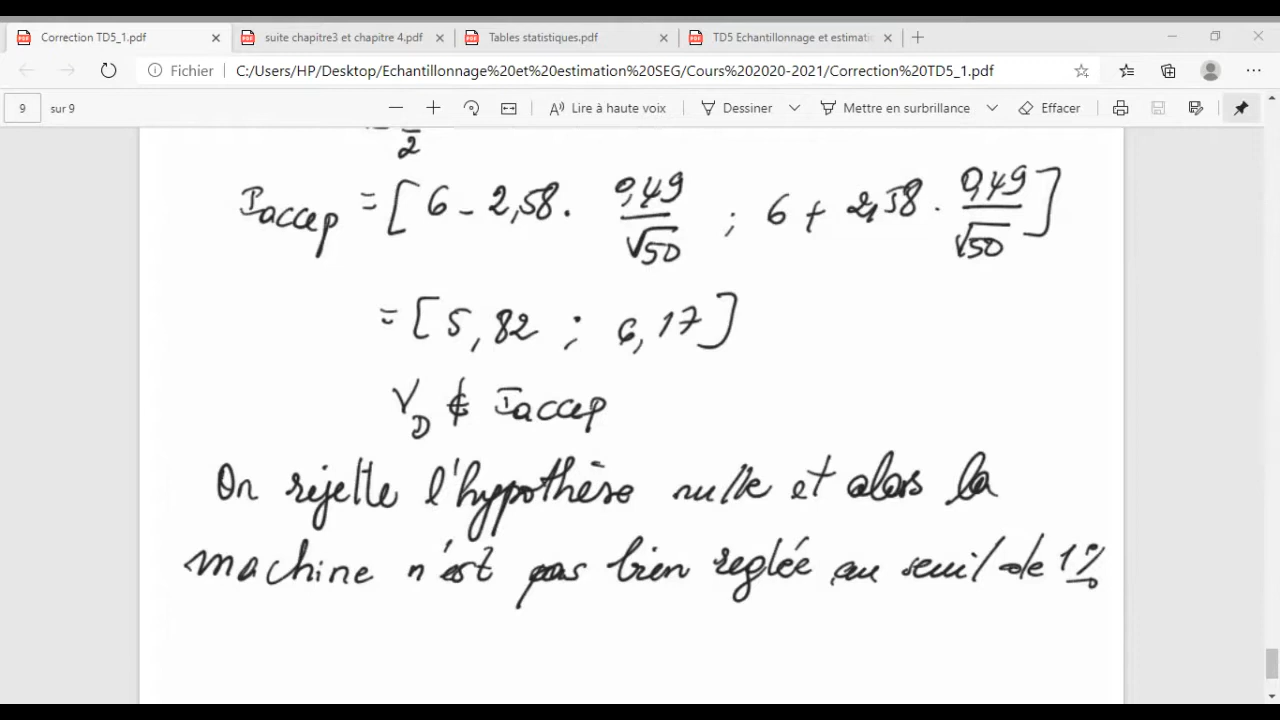 Correction TD5_1.pdf
suite chapitre3 et chapitre 4.pdf
Tables statistiques.pdf
TD5 Echantillonnage et estimati
Fichier
C:/Users/HP/Desktop/Echantillonnage%20et%20estimation%20SEG/Cours%202020-2021/Correction%20TD5_1.pdf
9 sur 9
Lire à haute voix
Dessiner
Mettre en surbrillance
Effacer
2
Iaccep = [ 6 - 2,58 . 0,49/√50 ; 6 + 2,58 . 0,49/√50 ]
= [ 5,82 ; 6,17 ]
VD ∉ Iaccep
On rejette l'hypothèse nulle et alors la
machine n'est pas bien reglée au seuil de 1%